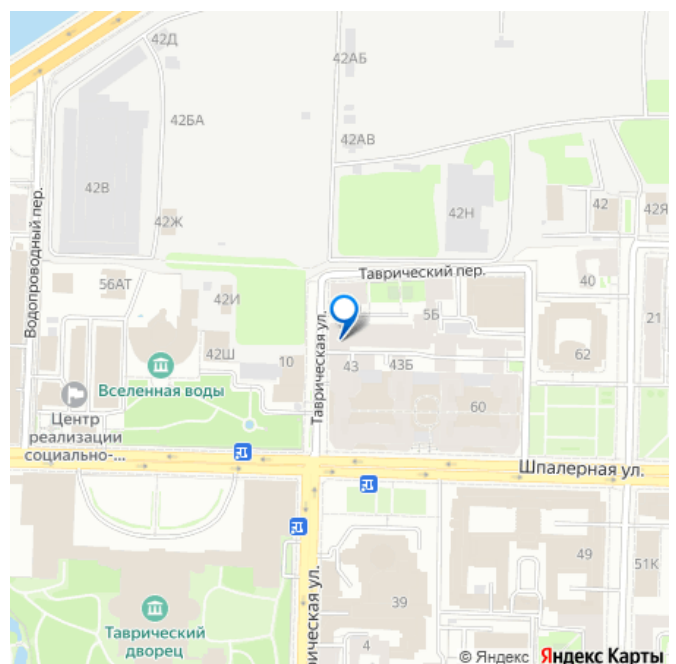 42Д
42АБ
42БА
42АВ
42В
42Н
42
42Я
42Ж
Водопроводный пер.
Таврический пер.
56АТ
42И
40
5Б
21
Таврическая ул.
42Ш
10
43
43Б
62
Вселенная воды
60
Центр
реализации
социально-...
Шпалерная ул.
49
51К
39
Таврический
дворец
4
рическая ул.
© Яндекс Яндекс Карты